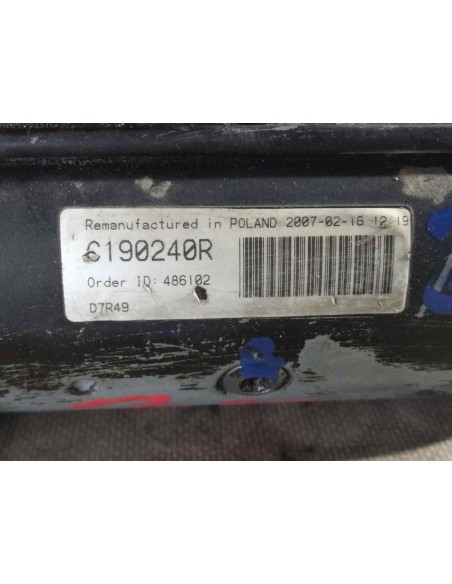 Remanufactured in POLAND 2007-02-16 12 19
6190240R
Order ID: 486102
D7R49